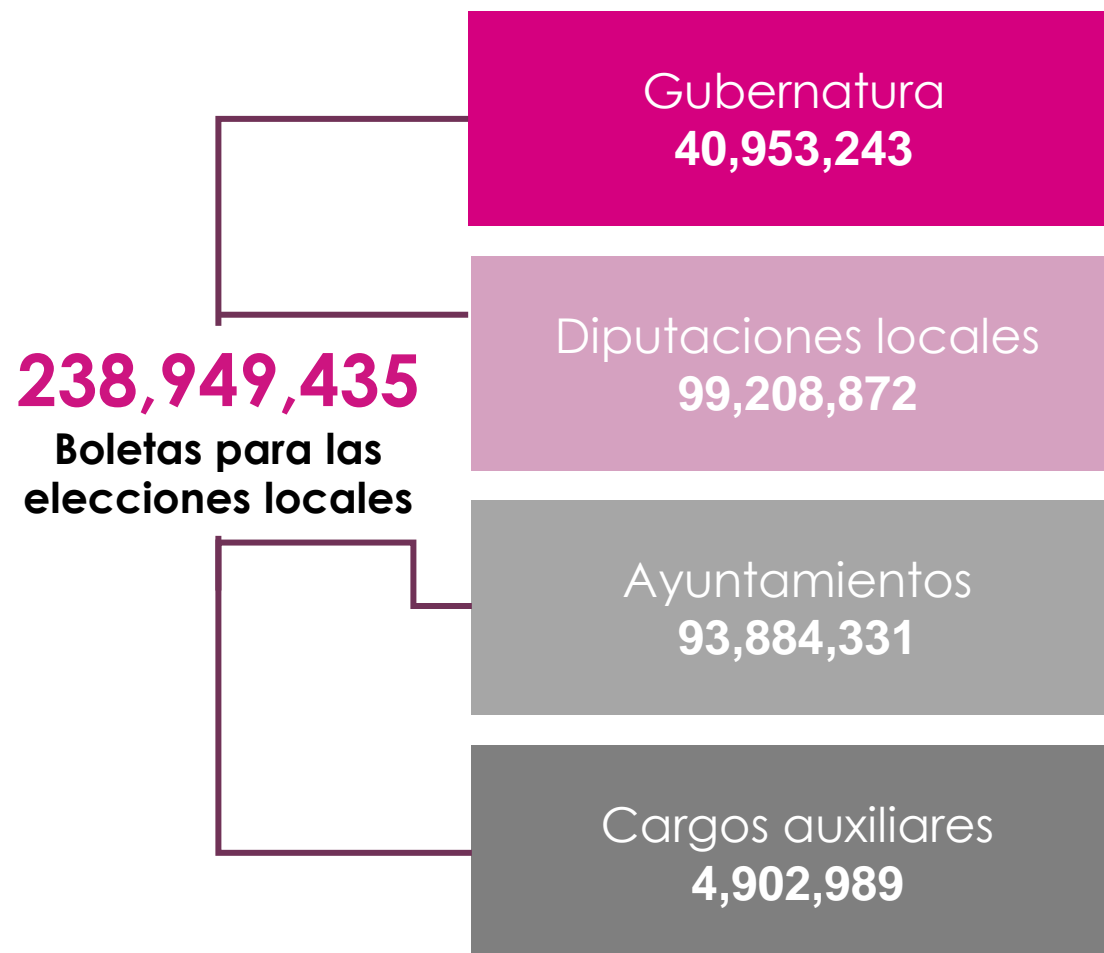 238,949,435
Boletas para las
elecciones locales
Gubernatura
40,953,243
Diputaciones locales
99,208,872
Ayuntamientos
93,884,331
Cargos auxiliares
4,902,989